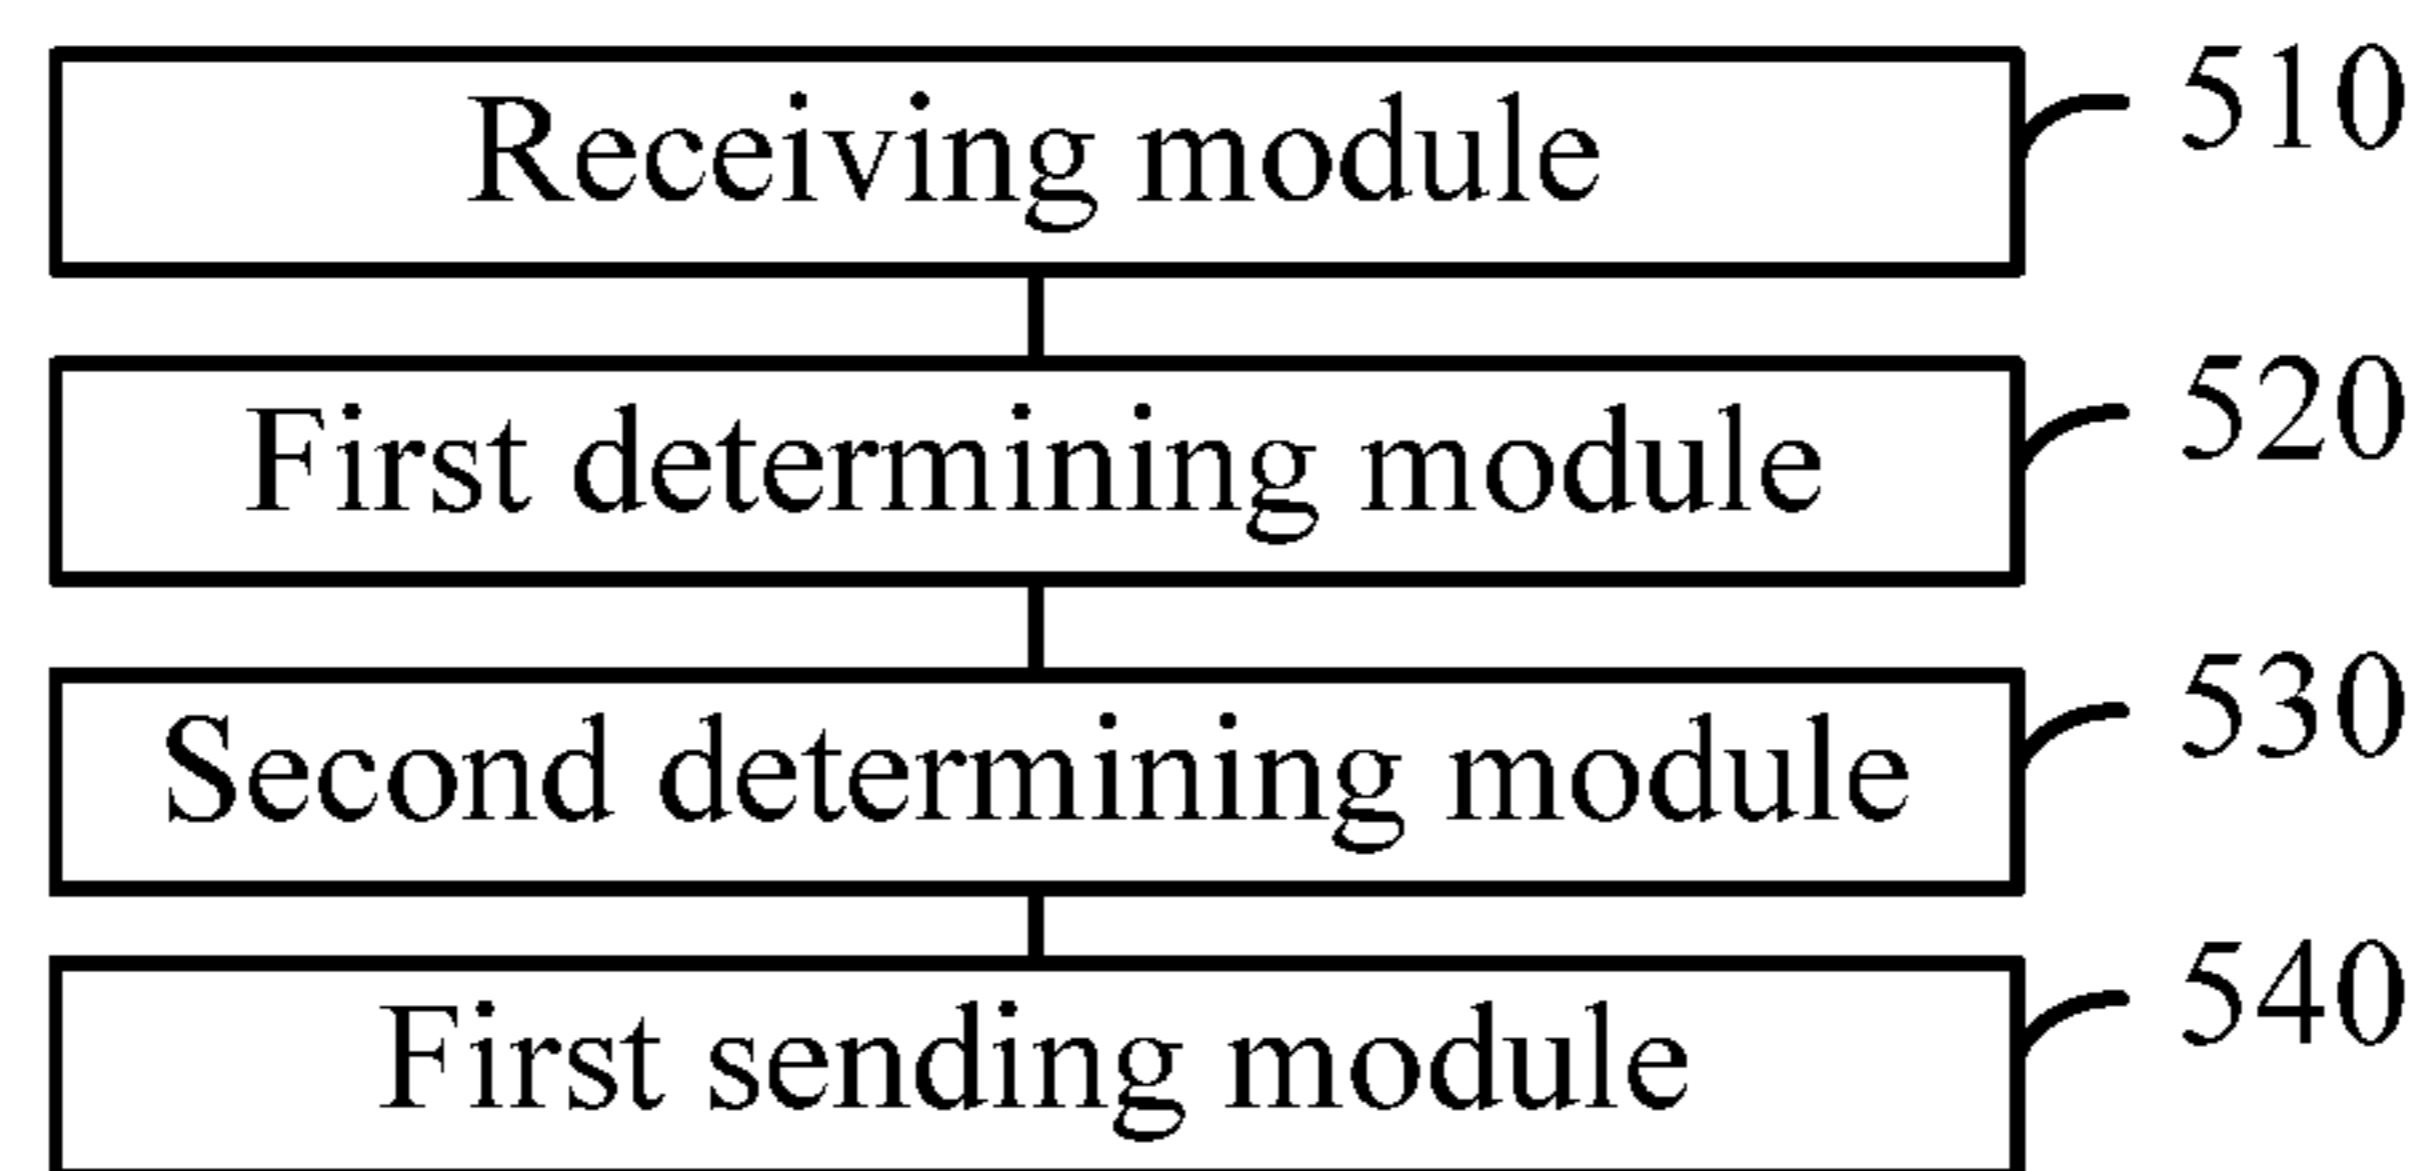 Receiving module 510
First determining module 520
Second determining module 530
First sending module 540